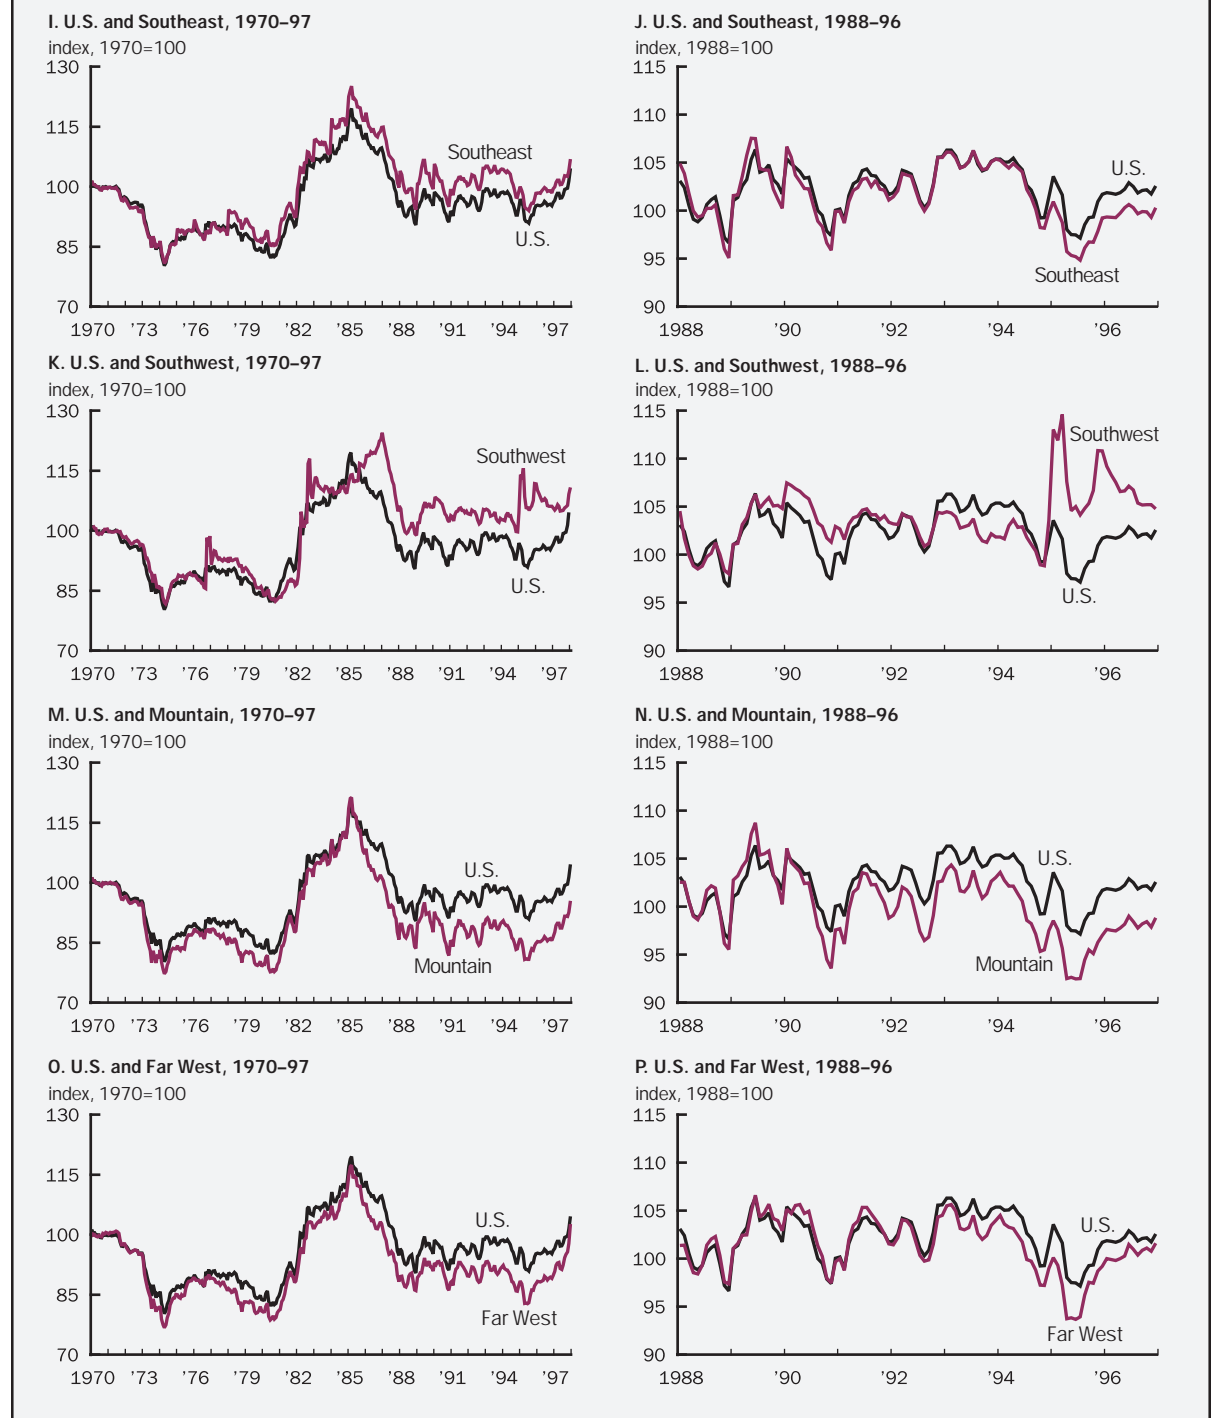 I. U.S. and Southeast, 1970–97
index, 1970=100
130
115
100
85
70
Southeast
U.S.
1970 ’73 ’76 ’79 ’82 ’85 ’88 ’91 ’94 ’97
J. U.S. and Southeast, 1988–96
index, 1988=100
115
110
105
100
95
90
U.S.
Southeast
1988 ’90 ’92 ’94 ’96
K. U.S. and Southwest, 1970–97
index, 1970=100
130
115
100
85
70
Southwest
U.S.
1970 ’73 ’76 ’79 ’82 ’85 ’88 ’91 ’94 ’97
L. U.S. and Southwest, 1988–96
index, 1988=100
115
110
105
100
95
90
Southwest
U.S.
1988 ’90 ’92 ’94 ’96
M. U.S. and Mountain, 1970–97
index, 1970=100
130
115
100
85
70
U.S.
Mountain
1970 ’73 ’76 ’79 ’82 ’85 ’88 ’91 ’94 ’97
N. U.S. and Mountain, 1988–96
index, 1988=100
115
110
105
100
95
90
U.S.
Mountain
1988 ’90 ’92 ’94 ’96
O. U.S. and Far West, 1970–97
index, 1970=100
130
115
100
85
70
U.S.
Far West
1970 ’73 ’76 ’79 ’82 ’85 ’88 ’91 ’94 ’97
P. U.S. and Far West, 1988–96
index, 1988=100
115
110
105
100
95
90
U.S.
Far West
1988 ’90 ’92 ’94 ’96